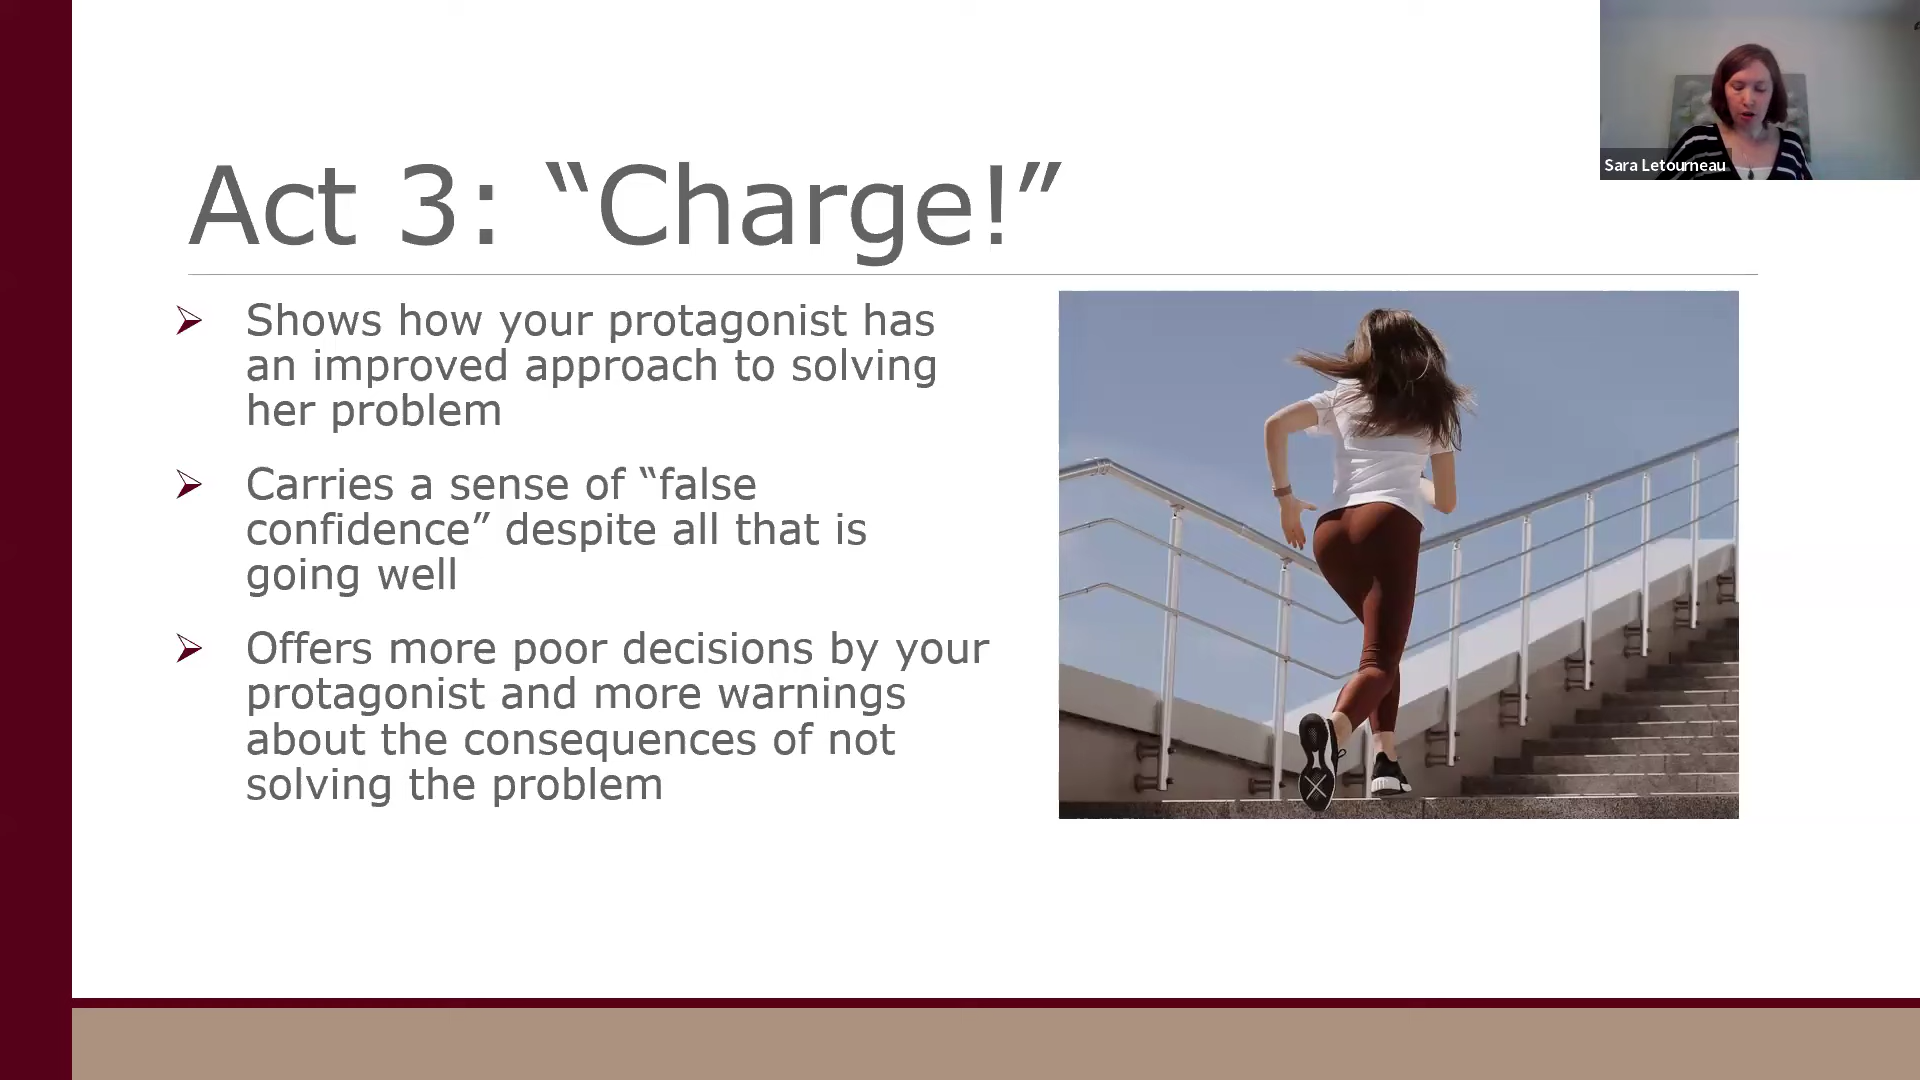 Sara Letourneau
Act 3: “Charge!”
Shows how your protagonist has
an improved approach to solving
her problem
Carries a sense of “false
confidence” despite all that is
going well
Offers more poor decisions by your
protagonist and more warnings
about the consequences of not
solving the problem